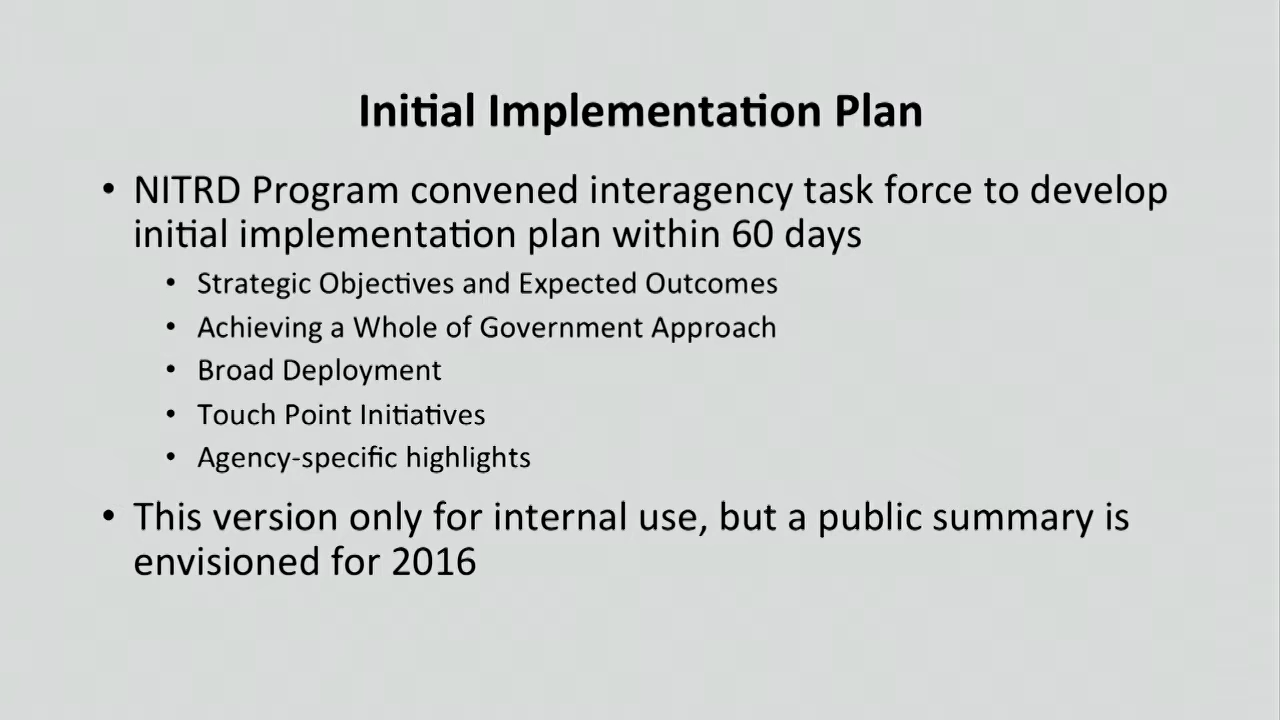 Initial Implementation Plan
• NITRD Program convened interagency task force to develop
initial implementation plan within 60 days
• Strategic Objectives and Expected Outcomes
• Achieving a Whole of Government Approach
• Broad Deployment
• Touch Point Initiatives
• Agency-specific highlights
• This version only for internal use, but a public summary is
envisioned for 2016